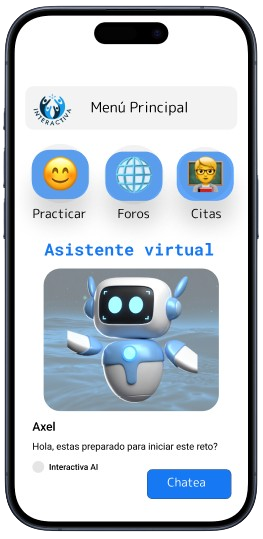 INTERACTIVA
Menú Principal
Practicar Foros Citas
Asistente virtual
Axel
Hola, estas preparado para iniciar este reto?
Interactiva AI
Chatea